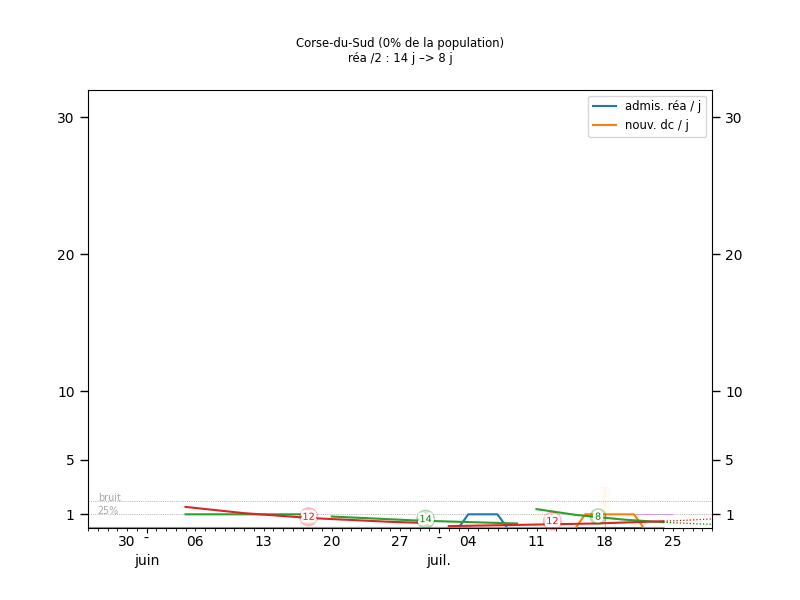 Corse-du-Sud (0% de la population)
réa /2 : 14 j –> 8 j
admis. réa / j
nouv. dc / j
30 30
20 20
10 10
5 5
bruit
25%
1 1
12 14 12 8
30 - 06 13 20 27 - 04 11 18 25
juin juil.